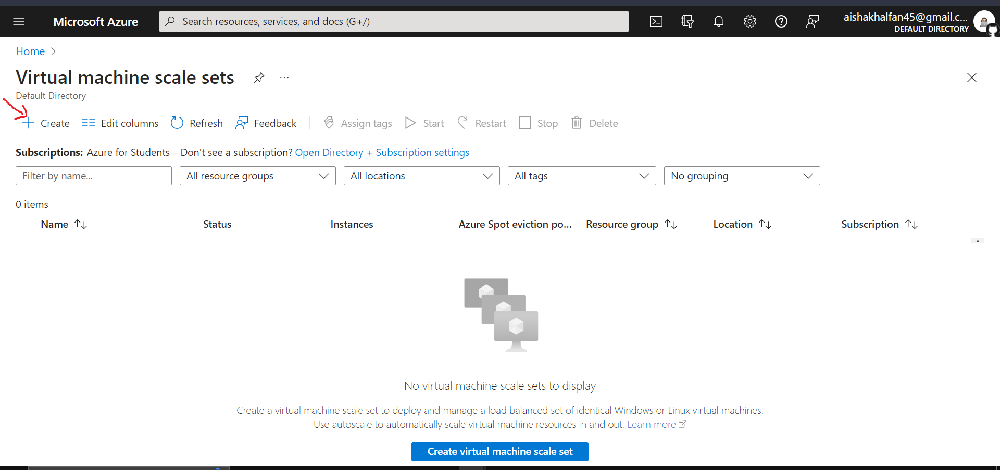 Microsoft Azure
Search resources, services, and docs (G+/)
aishakhalfan45@gmail.c...
DEFAULT DIRECTORY
Home
Virtual machine scale sets
Default Directory
Create Edit columns Refresh Feedback Assign tags Start Restart Stop Delete
Subscriptions: Azure for Students – Don't see a subscription? Open Directory + Subscription settings
Filter by name... All resource groups All locations All tags No grouping
0 items
Name Status Instances Azure Spot eviction po... Resource group Location Subscription
No virtual machine scale sets to display
Create a virtual machine scale set to deploy and manage a load balanced set of identical Windows or Linux virtual machines.
Use autoscale to automatically scale virtual machine resources in and out. Learn more
Create virtual machine scale set